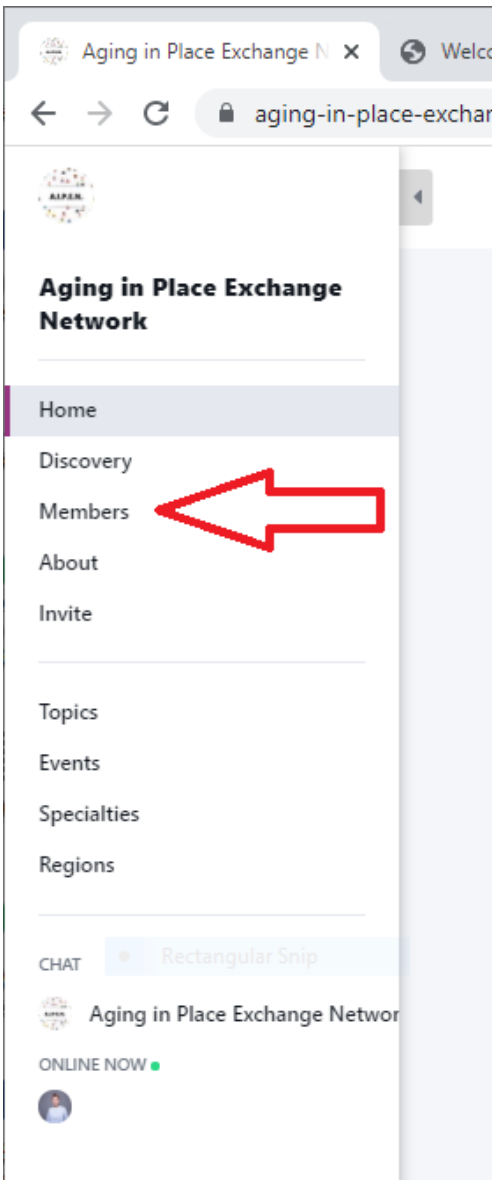 Aging in Place Exchange N
Welco
aging-in-place-exchan
A.I.P.E.N.
Aging in Place Exchange
Network
Home
Discovery
Members
About
Invite
Topics
Events
Specialties
Regions
Rectangular Snip
CHAT
Aging in Place Exchange Networ
ONLINE NOW